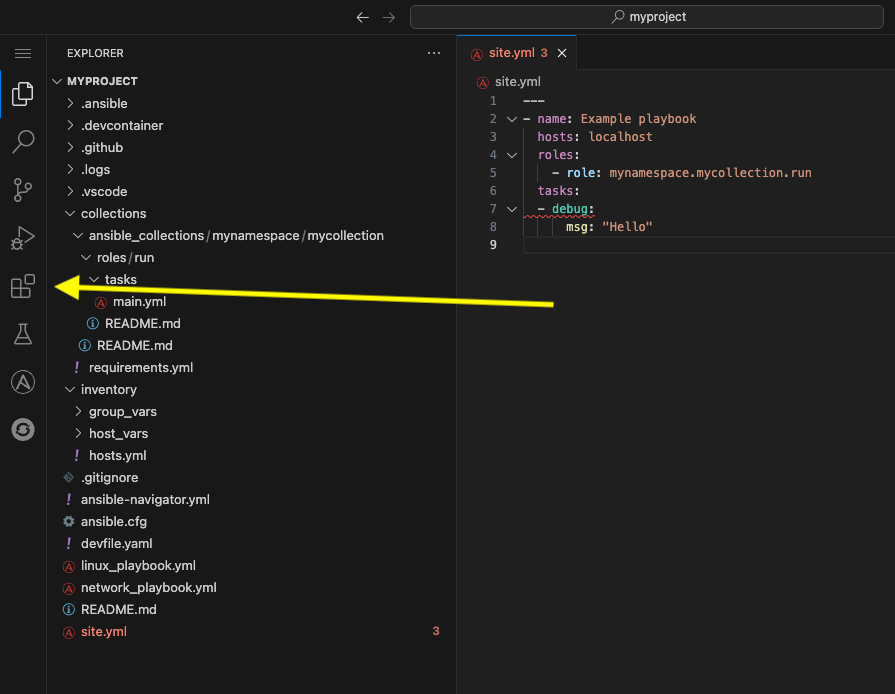 myproject
EXPLORER
MYPROJECT
.ansible
.devcontainer
.github
.logs
.vscode
collections
ansible_collections / mynamespace / mycollection
roles / run
tasks
main.yml
README.md
README.md
! requirements.yml
inventory
group_vars
host_vars
! hosts.yml
.gitignore
! ansible-navigator.yml
ansible.cfg
! devfile.yaml
linux_playbook.yml
network_playbook.yml
README.md
site.yml 3
site.yml 3
site.yml
1 ---
2 - name: Example playbook
3 hosts: localhost
4 roles:
5 - role: mynamespace.mycollection.run
6 tasks:
7 - debug:
8 msg: "Hello"
9